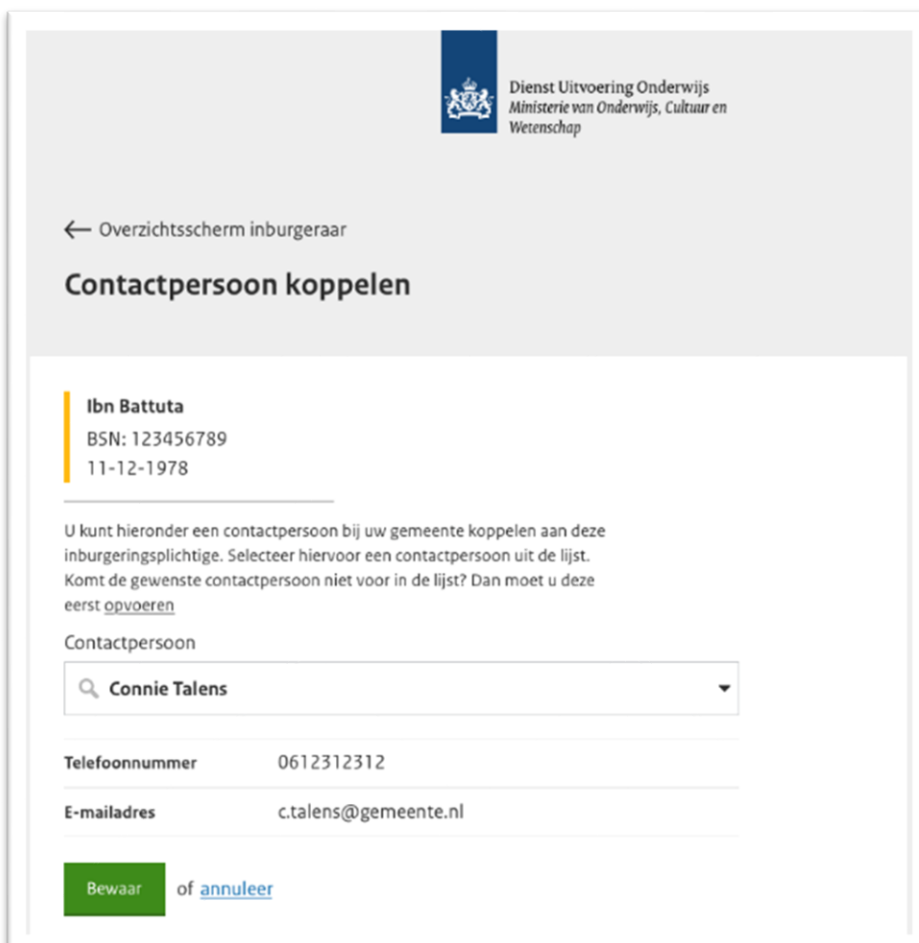 Dienst Uitvoering Onderwijs
Ministerie van Onderwijs, Cultuur en
Wetenschap
← Overzichtsscherm inburgeraar
Contactpersoon koppelen
Ibn Battuta
BSN: 123456789
11-12-1978
U kunt hieronder een contactpersoon bij uw gemeente koppelen aan deze
inburgeringsplichtige. Selecteer hiervoor een contactpersoon uit de lijst.
Komt de gewenste contactpersoon niet voor in de lijst? Dan moet u deze
eerst opvoeren
Contactpersoon
Connie Talens
Telefoonnummer 0612312312
E-mailadres c.talens@gemeente.nl
Bewaar of annuleer